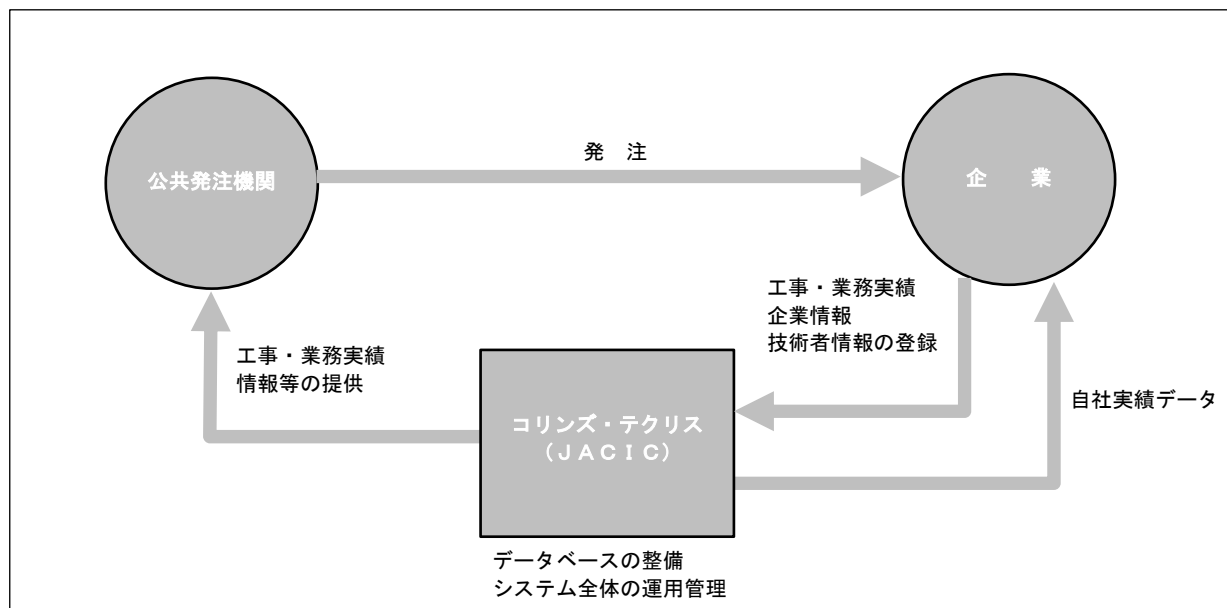 発　注
公共発注機関
企　　業
工事・業務実績
企業情報
技術者情報の登録
工事・業務実績
情報等の提供
自社実績データ
コリンズ・テクリス
（ＪＡＣＩＣ）
データベースの整備
システム全体の運用管理